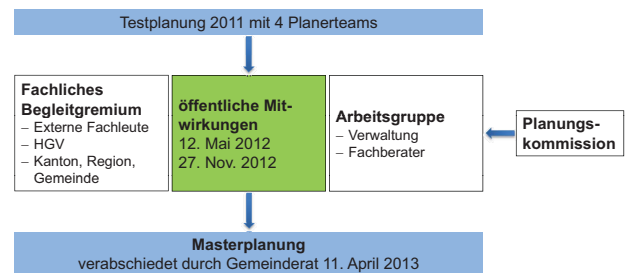 Testplanung 2011 mit 4 Planerteams
Fachliches
Begleitgremium
– Externe Fachleute
– HGV
– Kanton, Region,
Gemeinde
öffentliche Mit-
wirkungen
12. Mai 2012
27. Nov. 2012
Arbeitsgruppe
– Verwaltung
– Fachberater
Planungs-
kommission
Masterplanung
verabschiedet durch Gemeinderat 11. April 2013